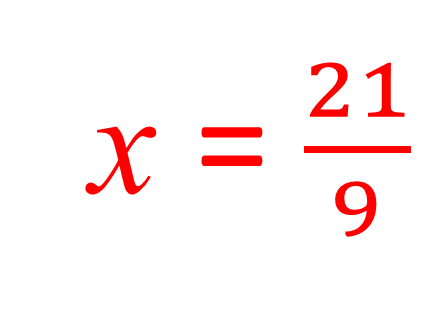 x = 21/9